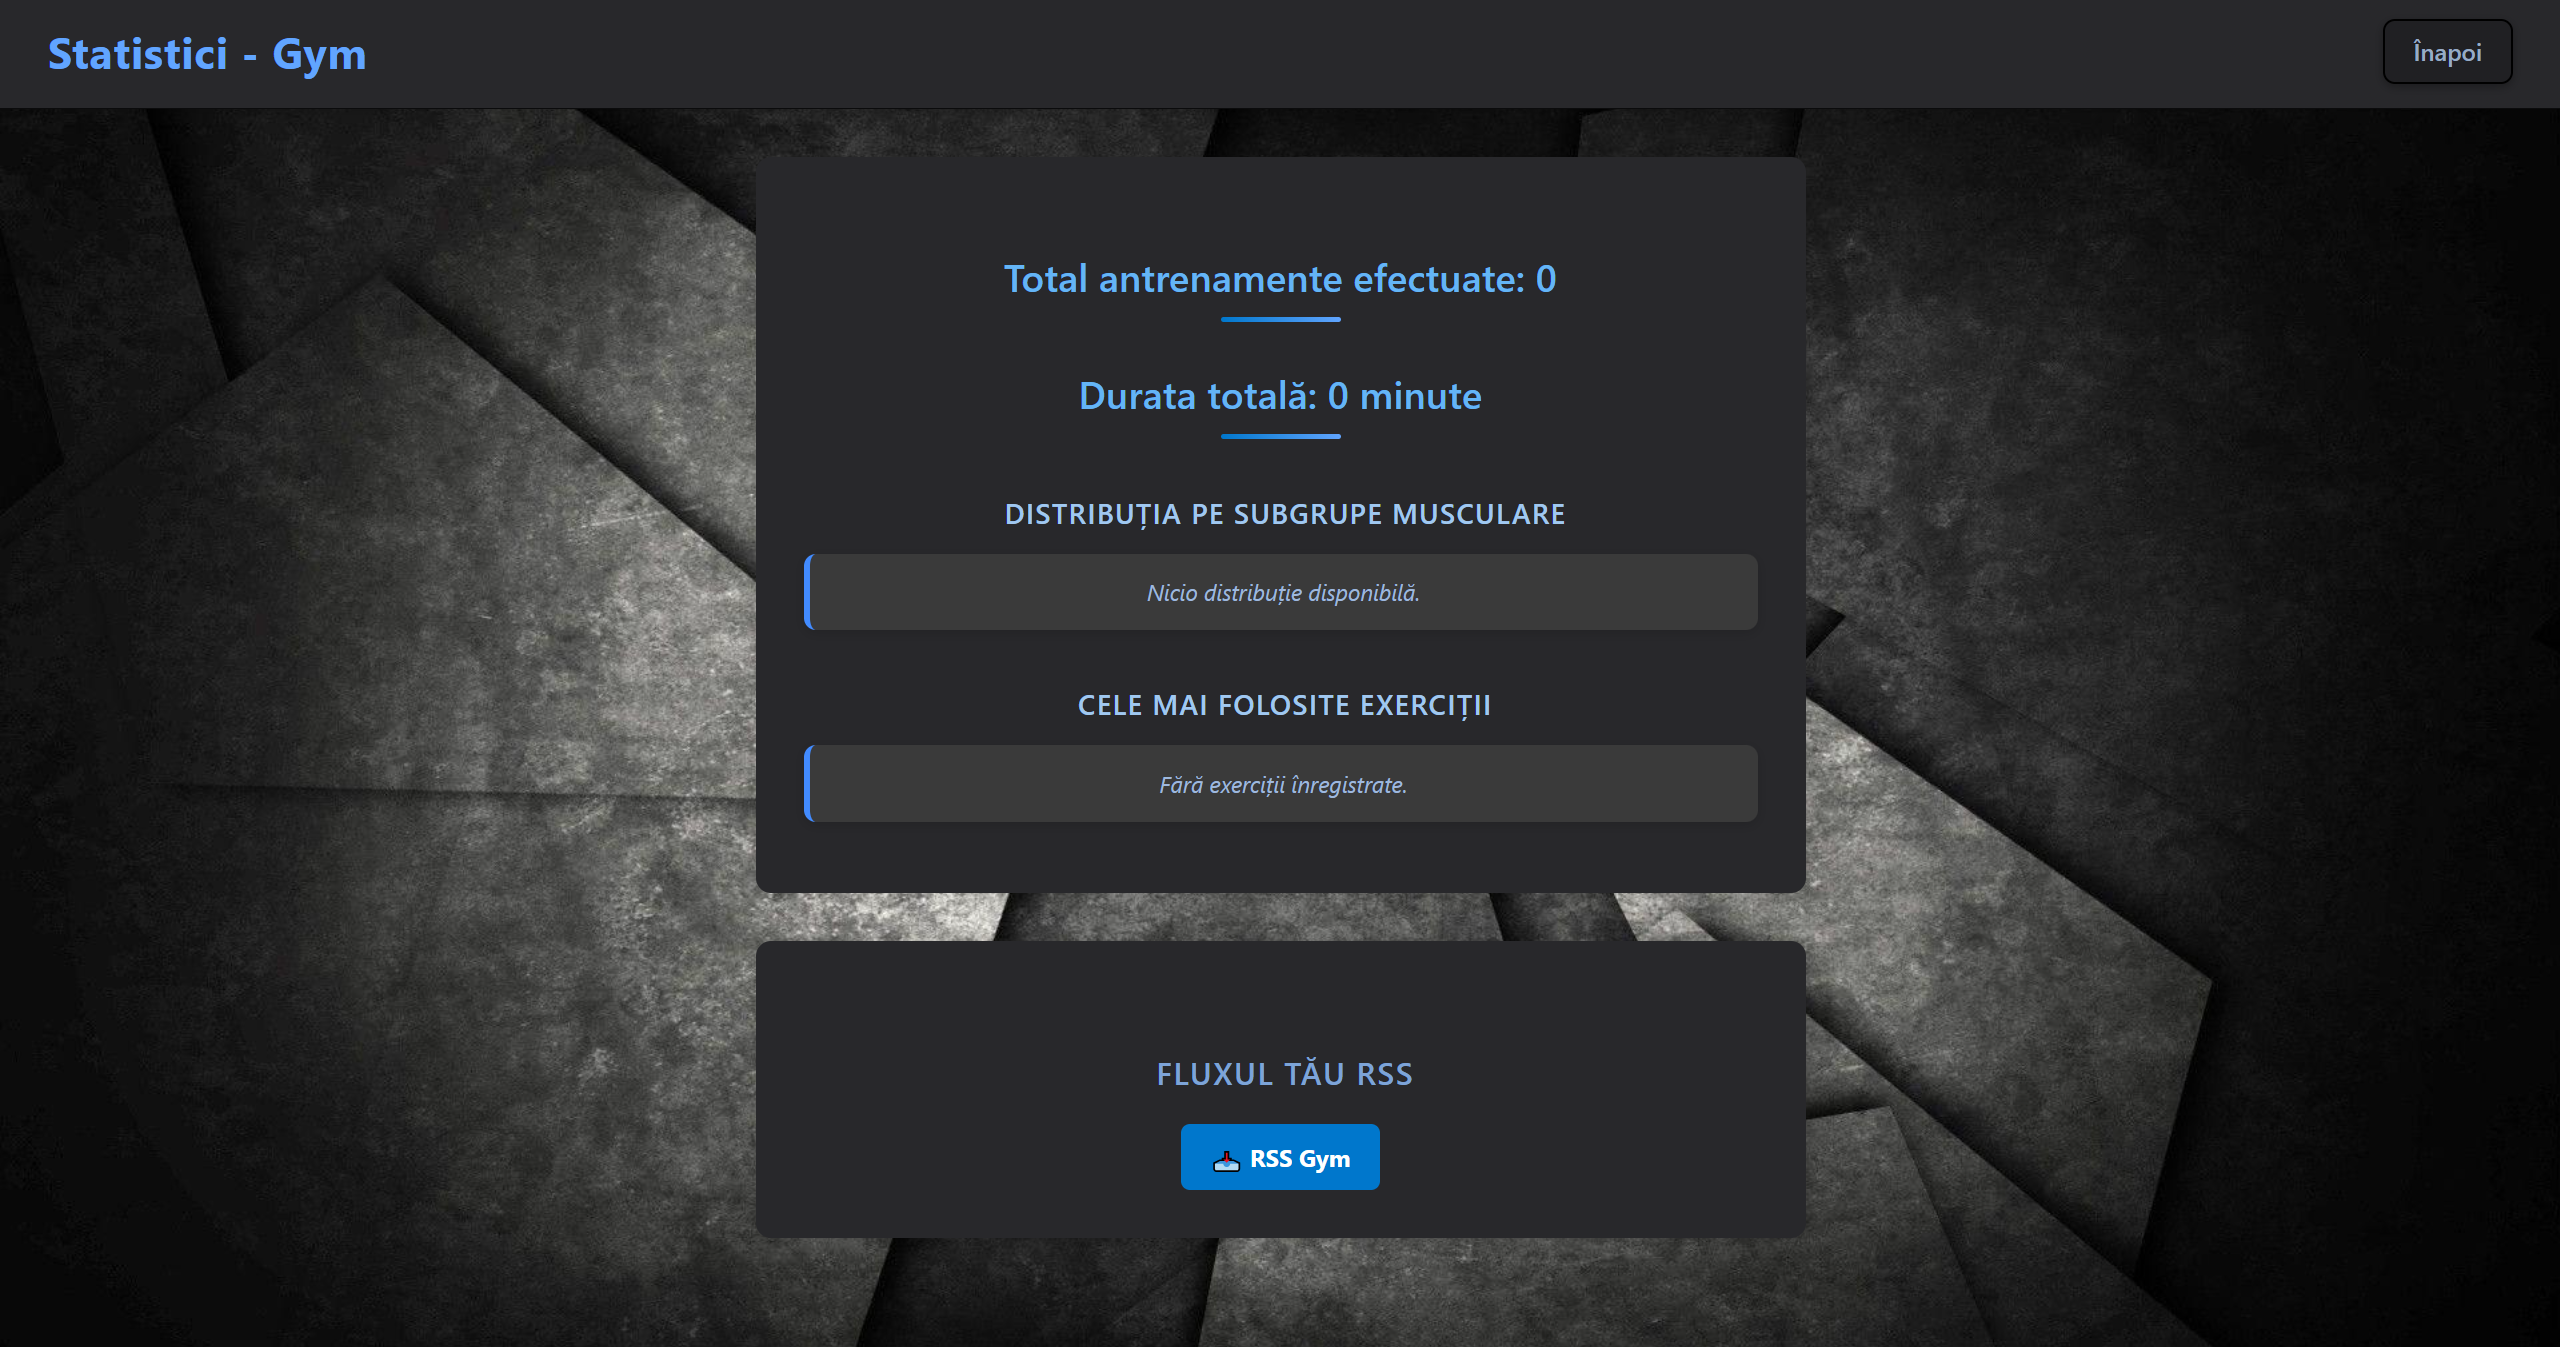 Statistici - Gym
Înapoi
Total antrenamente efectuate: 0
Durata totală: 0 minute
DISTRIBUȚIA PE SUBGRUPE MUSCULARE
Nicio distribuție disponibilă.
CELE MAI FOLOSITE EXERCIȚII
Fără exerciții înregistrate.
FLUXUL TĂU RSS
RSS Gym